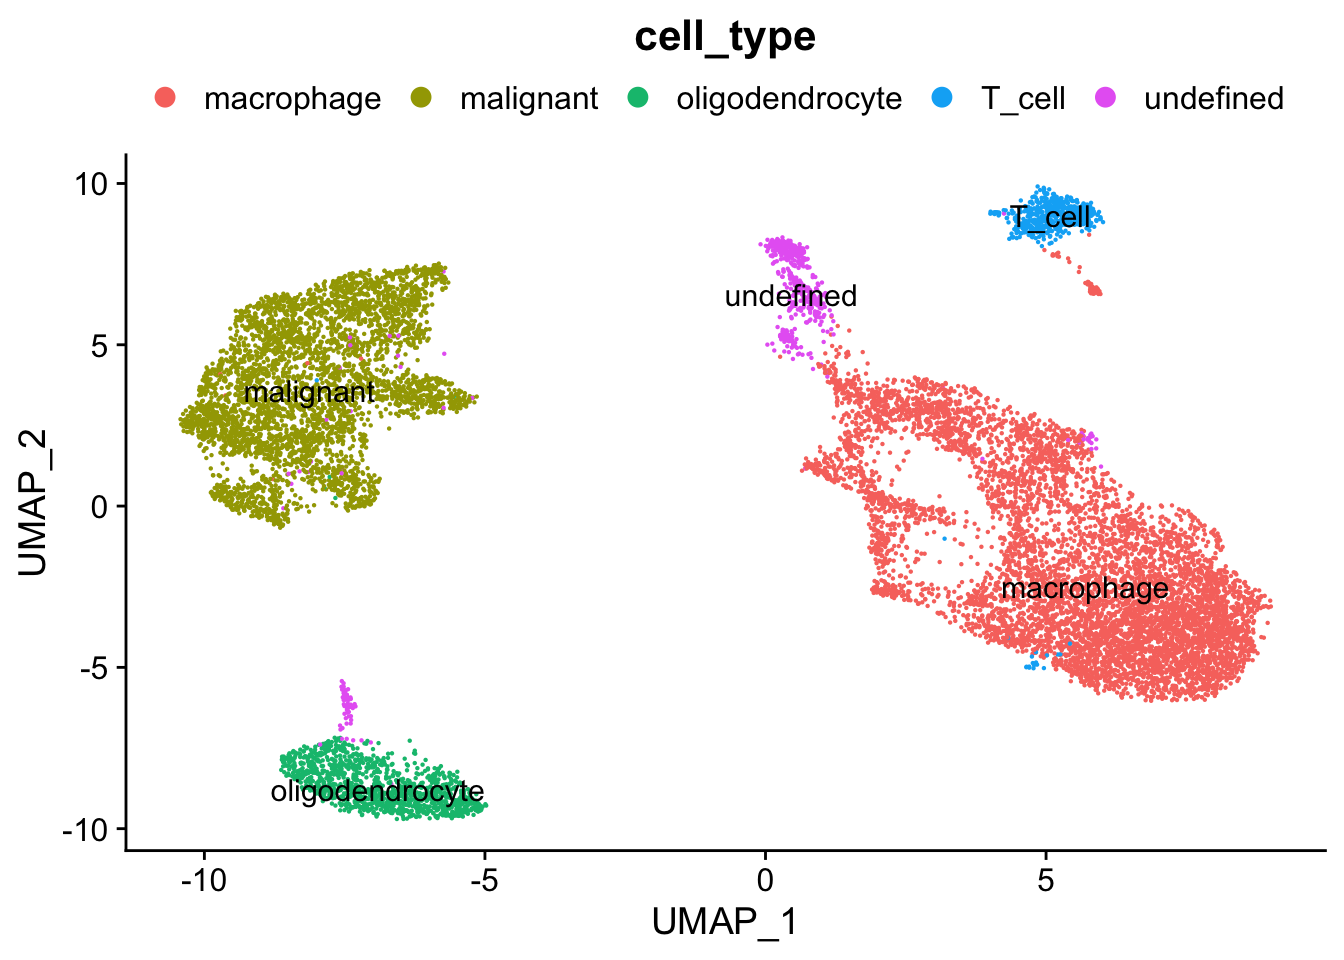 cell_type
macrophage malignant oligodendrocyte T_cell undefined
10
T_cell
undefined
5
malignant
UMAP_2
0
macrophage
-5
oligodendrocyte
-10
-10 -5 0 5
UMAP_1